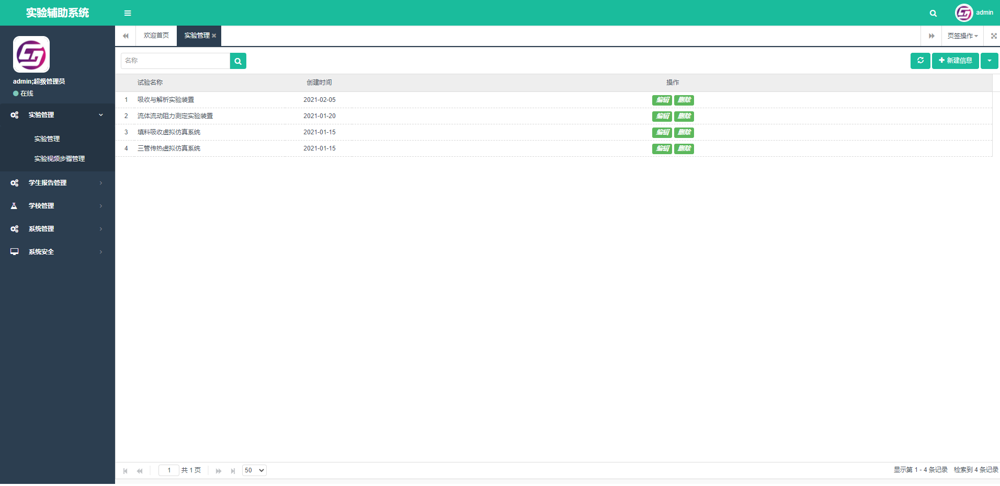 实验辅助系统
admin
admin;超级管理员
在线
实验管理
实验管理
实验视频步骤管理
学生报告管理
学校管理
系统管理
系统安全
欢迎首页 实验管理 页签操作
名称 新建信息
试验名称 创建时间 操作
1 吸收与解析实验装置 2021-02-05 编辑 删除
2 流体流动阻力测定实验装置 2021-01-20 编辑 删除
3 填料吸收虚拟仿真系统 2021-01-15 编辑 删除
4 三管传热虚拟仿真系统 2021-01-15 编辑 删除
1 共 1 页 50 显示第 1 - 4 条记录 检索到 4 条记录